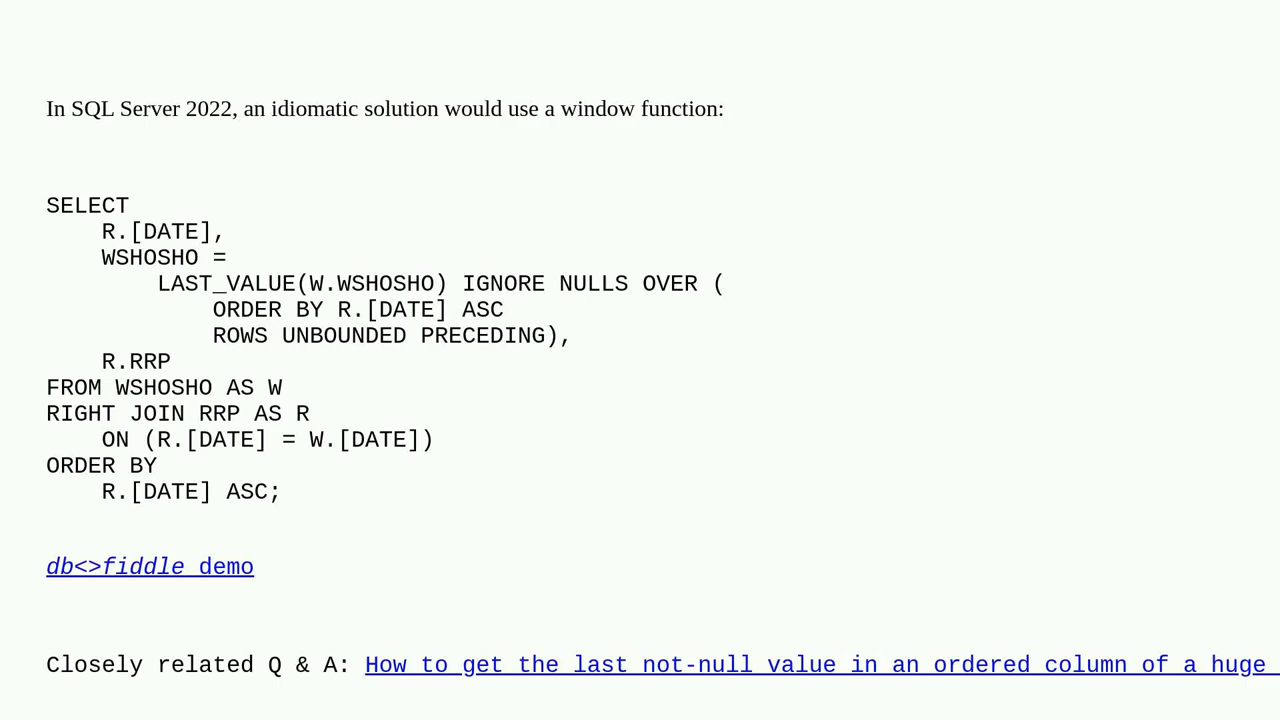 In SQL Server 2022, an idiomatic solution would use a window function:
SELECT
    R.[DATE],
    WSHOSHO =
        LAST_VALUE(W.WSHOSHO) IGNORE NULLS OVER (
            ORDER BY R.[DATE] ASC
            ROWS UNBOUNDED PRECEDING),
    R.RRP
FROM WSHOSHO AS W
RIGHT JOIN RRP AS R
    ON (R.[DATE] = W.[DATE])
ORDER BY
    R.[DATE] ASC;
db<>fiddle demo
Closely related Q & A: How to get the last not-null value in an ordered column of a huge